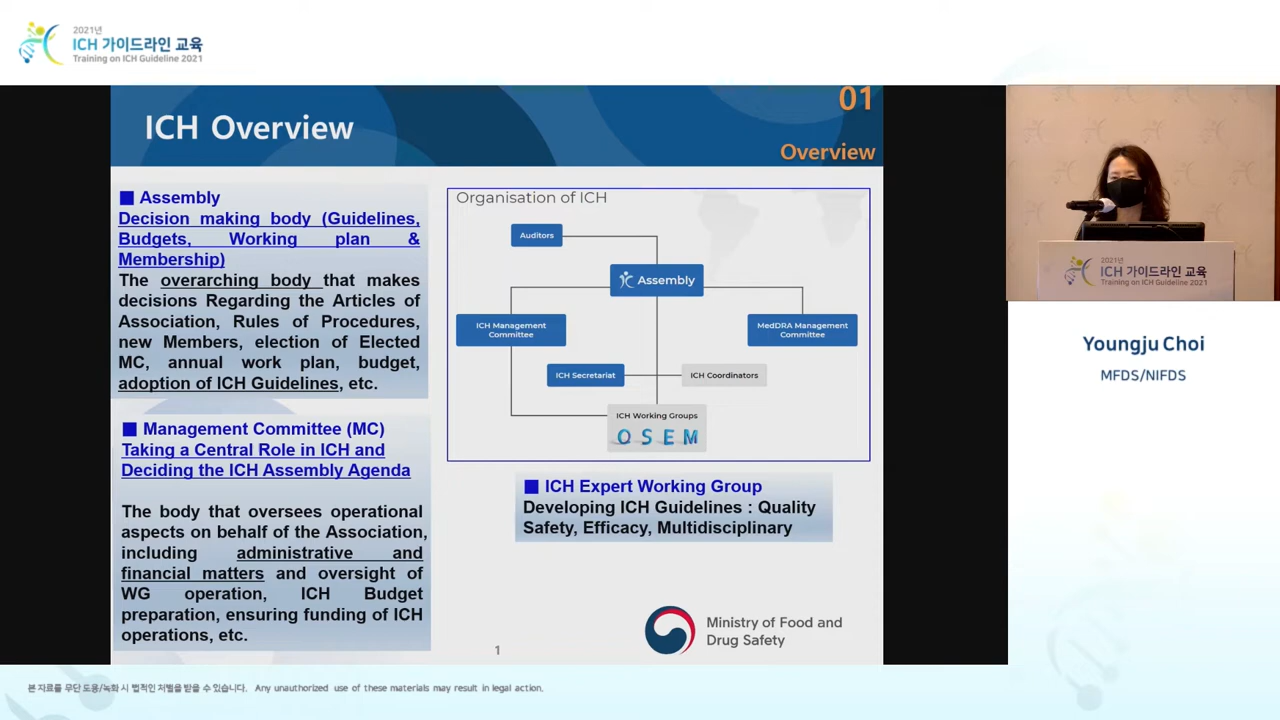 2021년
ICH 가이드라인 교육
Training on ICH Guideline 2021
ICH Overview
01
Overview
■ Assembly
Decision making body (Guidelines,
Budgets, Working plan &
Membership)
The overarching body that makes
decisions Regarding the Articles of
Association, Rules of Procedures,
new Members, election of Elected
MC, annual work plan, budget,
adoption of ICH Guidelines, etc.
■ Management Committee (MC)
Taking a Central Role in ICH and
Deciding the ICH Assembly Agenda
The body that oversees operational
aspects on behalf of the Association,
including administrative and
financial matters and oversight of
WG operation, ICH Budget
preparation, ensuring funding of ICH
operations, etc.
Organisation of ICH
Auditors
Assembly
ICH Management
Committee
MedDRA Management
Committee
ICH Secretariat
ICH Coordinators
ICH Working Groups
Q S E M
■ ICH Expert Working Group
Developing ICH Guidelines : Quality
Safety, Efficacy, Multidisciplinary
Ministry of Food and
Drug Safety
1
2021년
ICH 가이드라인 교육
Training on ICH Guideline 2021
Youngju Choi
MFDS/NIFDS
본 자료를 무단 도용/녹화 시 법적인 처벌을 받을 수 있습니다. Any unauthorized use of these materials may result in legal action.